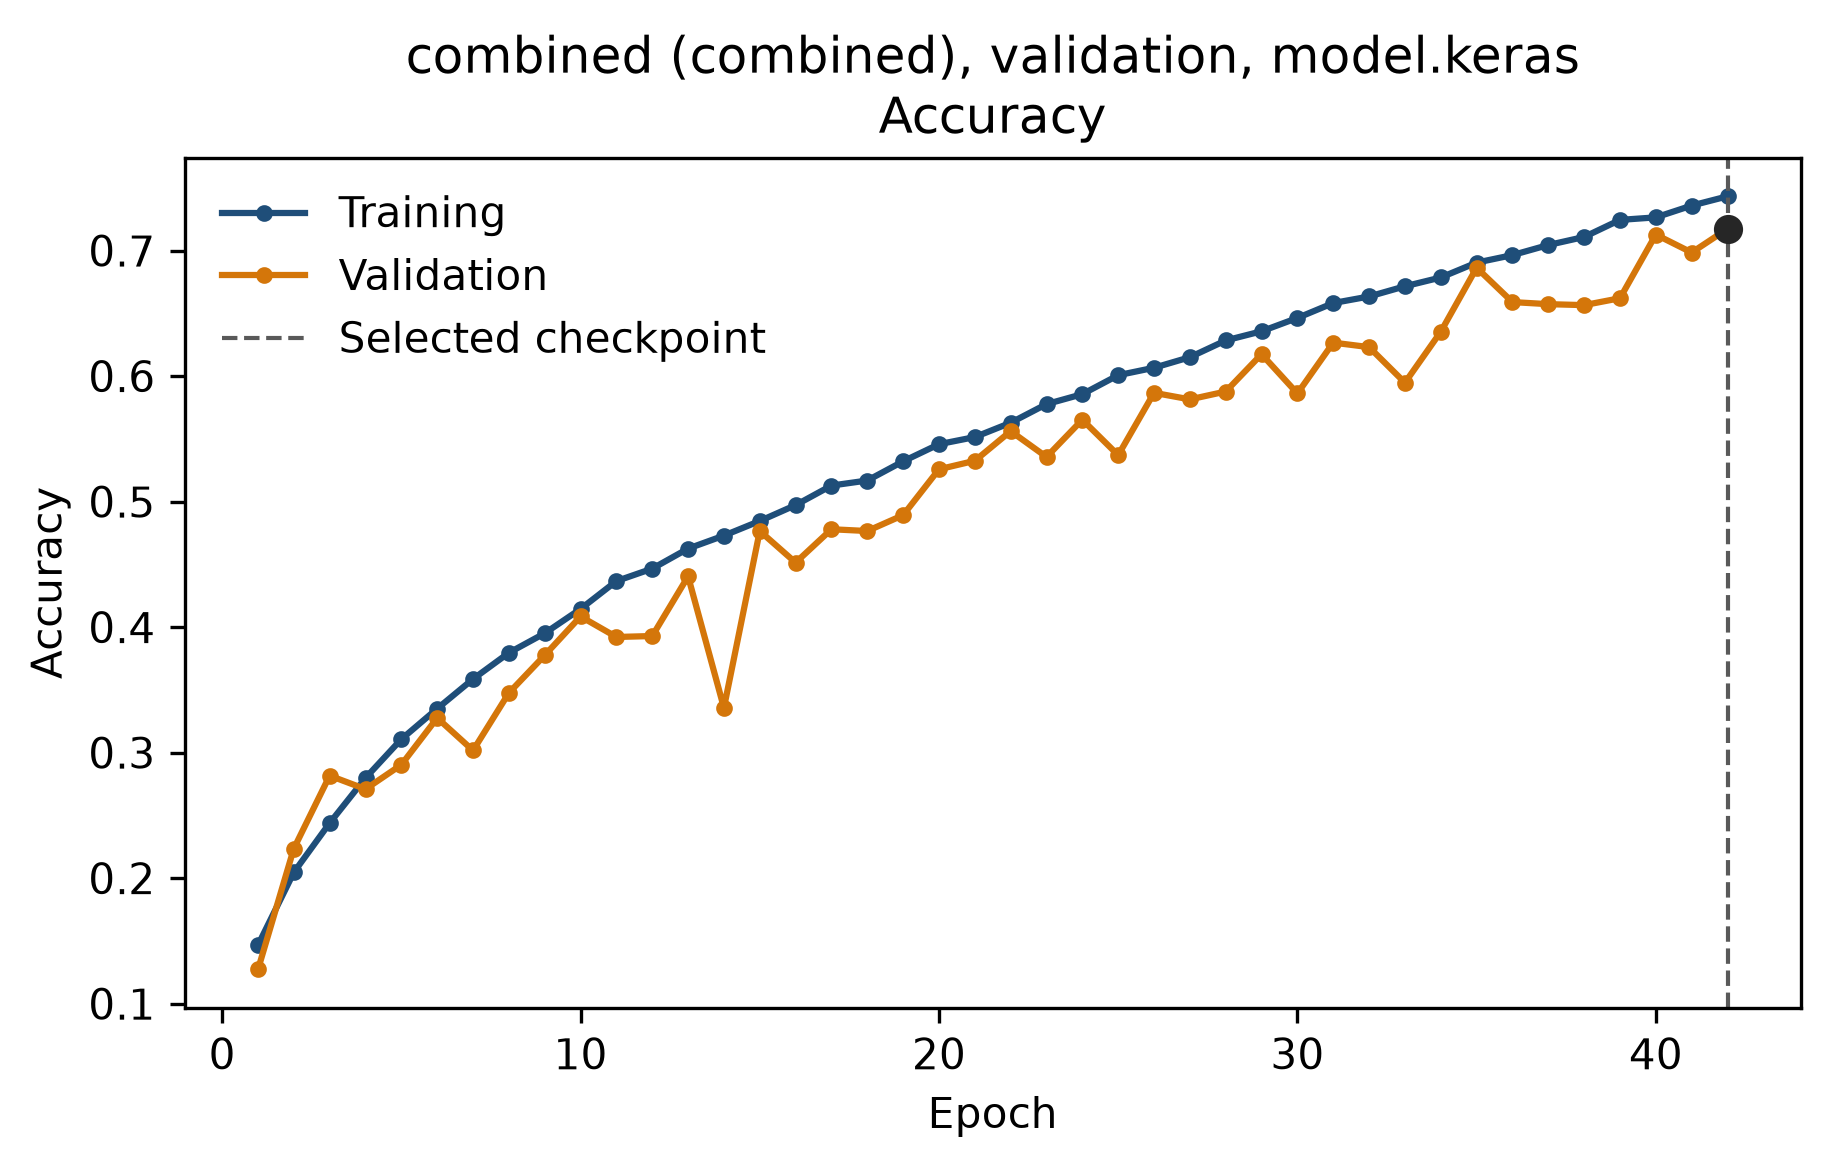 combined (combined), validation, model.keras
Accuracy
Training
Validation
Selected checkpoint
Accuracy
0.7
0.6
0.5
0.4
0.3
0.2
0.1
0 10 20 30 40
Epoch